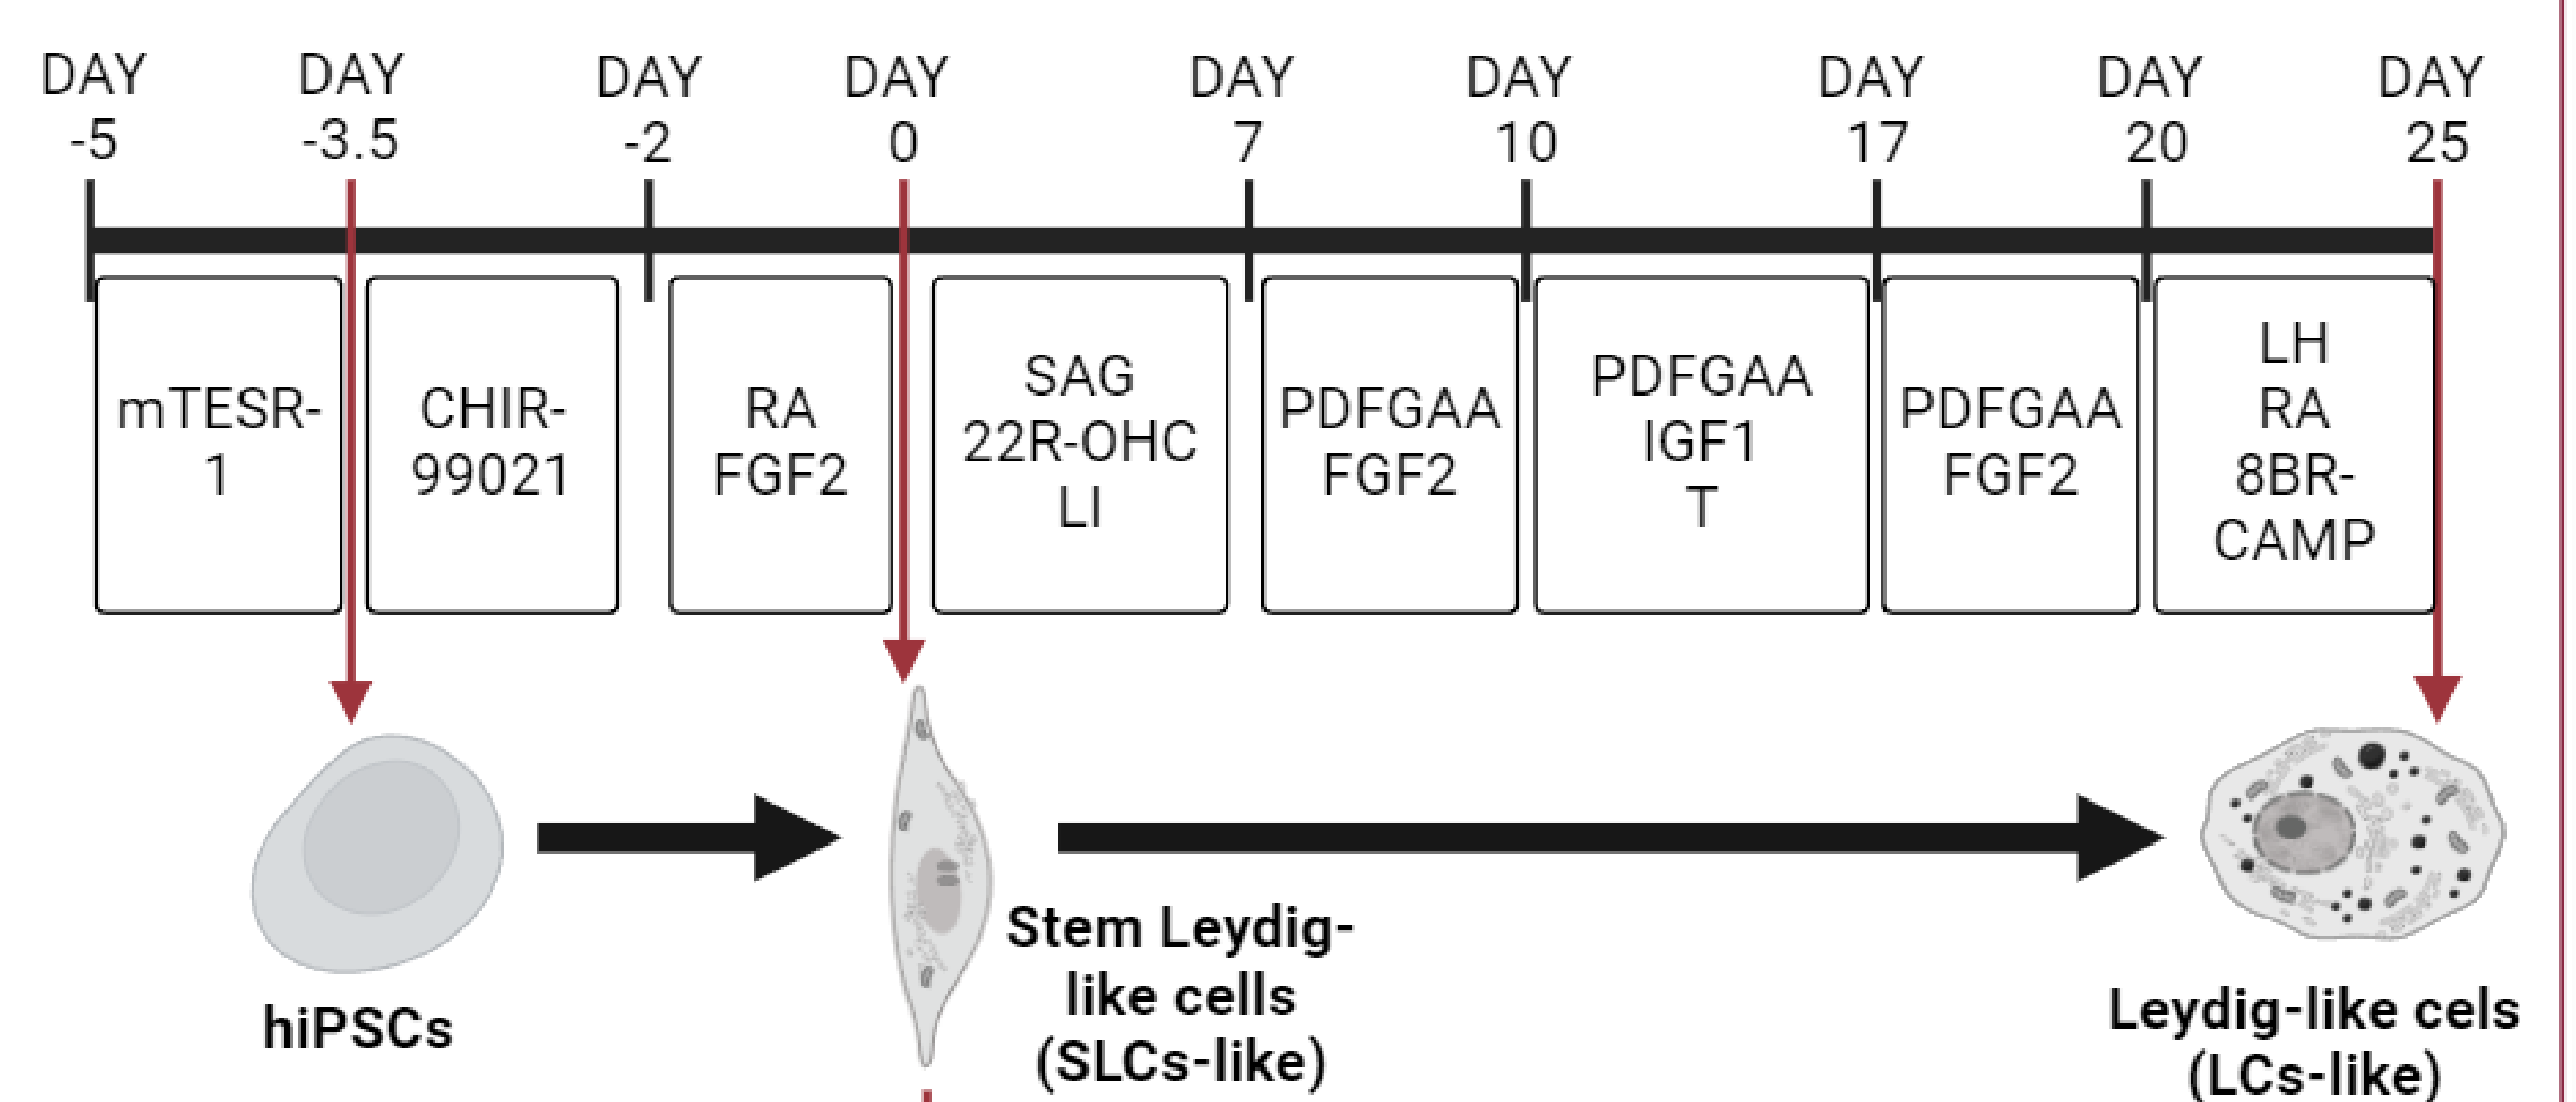 DAY DAY DAY DAY DAY DAY DAY DAY DAY
-5 -3.5 -2 0 7 10 17 20 25
mTESR-
1
CHIR-
99021
RA
FGF2
SAG
22R-OHC
LI
PDFGAA
FGF2
PDFGAA
IGF1
T
PDFGAA
FGF2
LH
RA
8BR-
CAMP
hiPSCs
Stem Leydig-
like cells
(SLCs-like)
Leydig-like cels
(LCs-like)